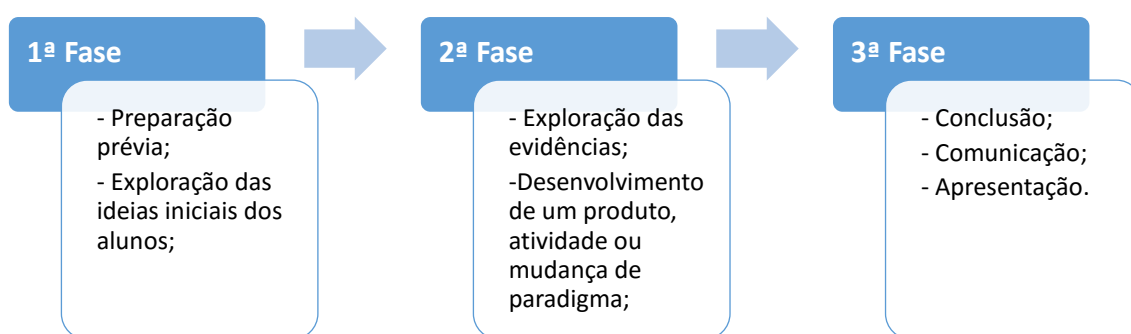 1ª Fase
- Preparação
prévia;
- Exploração das
ideias iniciais dos
alunos;
2ª Fase
- Exploração das
evidências;
-Desenvolvimento
de um produto,
atividade ou
mudança de
paradigma;
3ª Fase
- Conclusão;
- Comunicação;
- Apresentação.